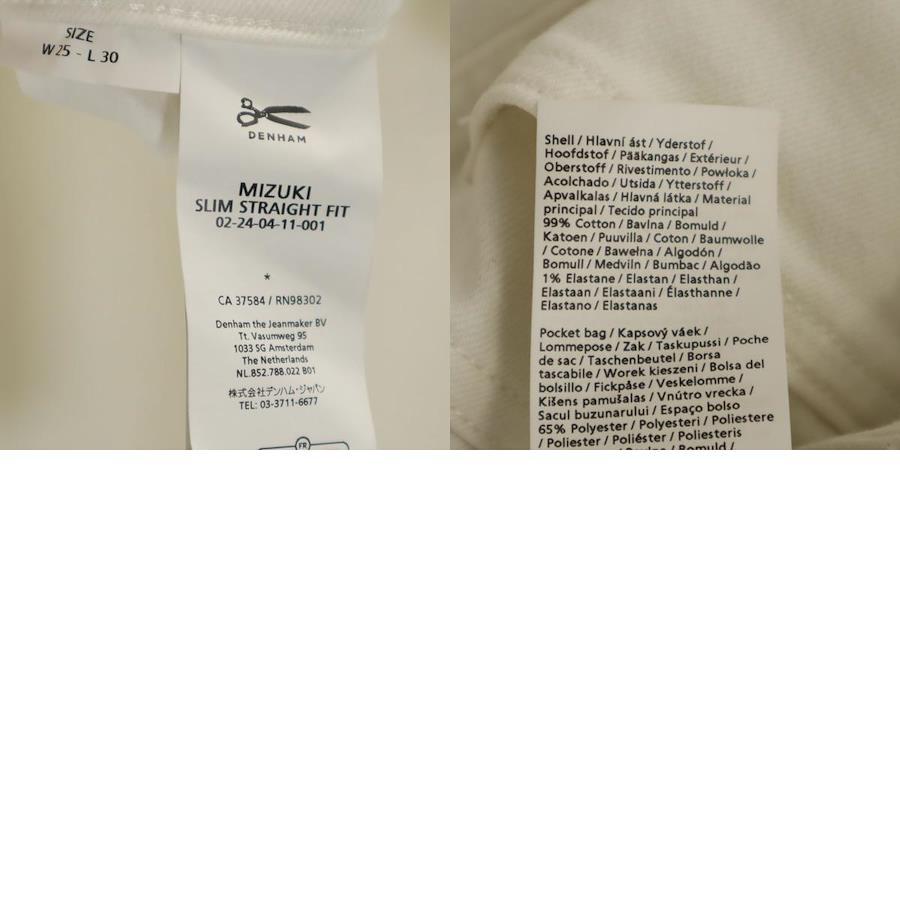 SIZE
W25 - L 30
DENHAM
MIZUKI
SLIM STRAIGHT FIT
02-24-04-11-001
*
CA 37584 / RN98302
Denham the Jeanmaker BV
Tt. Vasumweg 95
1033 SG Amsterdam
The Netherlands
NL.852.788.022 B01
株式会社デンハム・ジャパン
TEL: 03-3711-6677
FR
Shell / Hlavní ást / Yderstof /
Hoofdstof / Pääkangas / Extérieur /
Oberstoff / Rivestimento / Powłoka /
Acolchado / Utsida / Ytterstoff /
Apvalkalas / Hlavná látka / Material
principal / Tecido principal
99% Cotton / Bavlna / Bomuld /
Katoen / Puuvilla / Coton / Baumwolle
/ Cotone / Bawełna / Algodón /
Bomull / Medviln / Bumbac / Algodão
1% Elastane / Elastan / Elasthan /
Elastaan / Elastaani / Élasthanne /
Elastano / Elastanas
Pocket bag / Kapsový váek /
Lommepose / Zak / Taskupussi / Poche
de sac / Taschenbeutel / Borsa
tascabile / Worek kieszeni / Bolsa del
bolsillo / Fickpåse / Veskelomme /
Kišens pamušalas / Vnútro vrecka /
Sacul buzunarului / Espaço bolso
65% Polyester / Polyesteri / Poliestere
/ Poliester / Poliéster / Poliesteris
/ Bomuld /